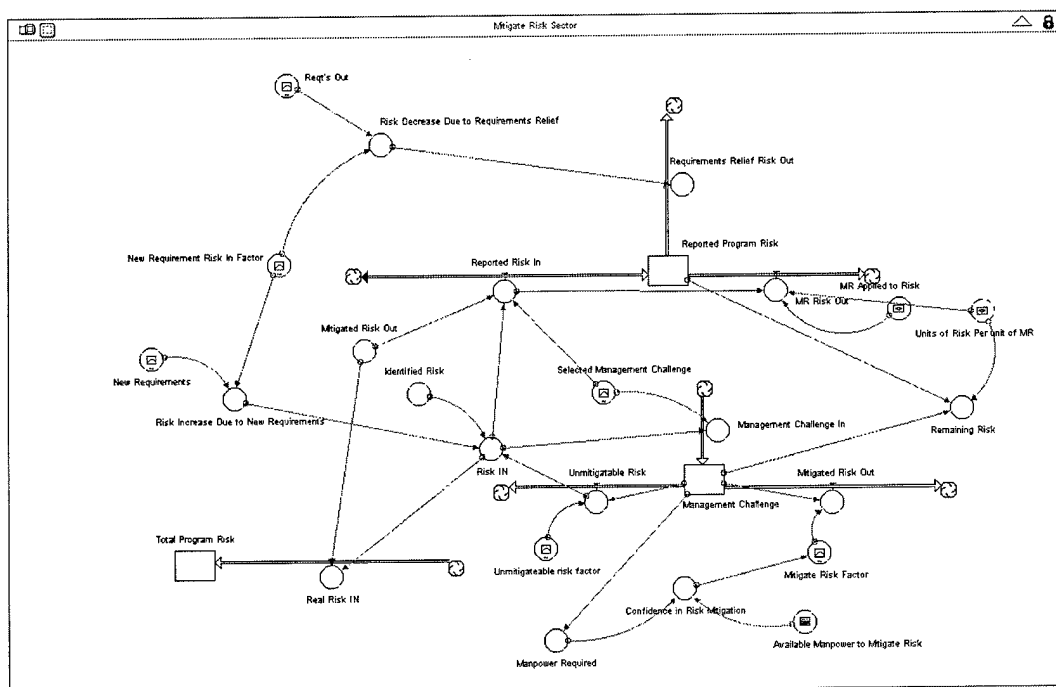 Mitigate Risk Sector
Reqt's Out
Risk Decrease Due to Requirements Relief
Requirements Relief Risk Out
Reported Program Risk
New Requirement Risk In Factor
Reported Risk In
MR Applied to Risk
MR Risk Out
Mitigated Risk Out
Units of Risk Per unit of MR
Identified Risk
Selected Management Challenge
New Requirements
Risk Increase Due to New Requirements
Management Challenge In
Remaining Risk
Risk IN
Unmitigatable Risk
Mitigated Risk Out
Management Challenge
Total Program Risk
Unmitigateable risk factor
Mitigate Risk Factor
Real Risk IN
Confidence in Risk Mitigation
Available Manpower to Mitigate Risk
Manpower Required